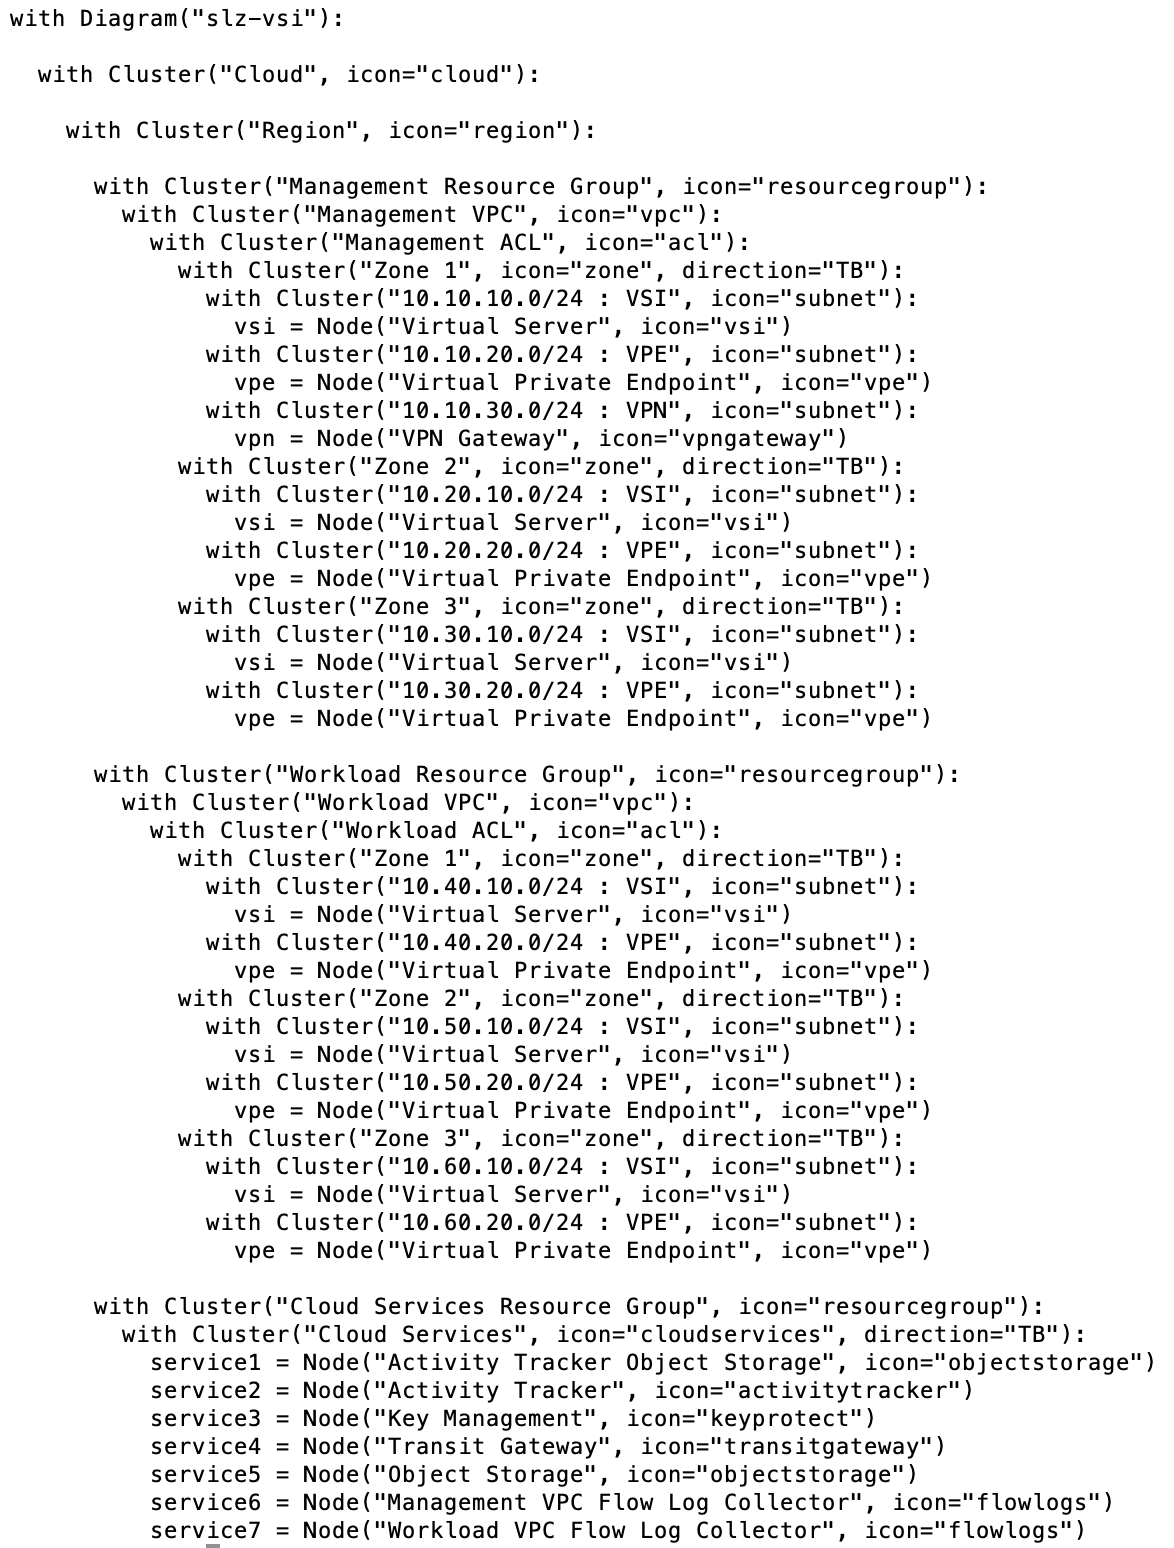 with Diagram("slz-vsi"):
with Cluster("Cloud", icon="cloud"):
with Cluster("Region", icon="region"):
with Cluster("Management Resource Group", icon="resourcegroup"):
with Cluster("Management VPC", icon="vpc"):
with Cluster("Management ACL", icon="acl"):
with Cluster("Zone 1", icon="zone", direction="TB"):
with Cluster("10.10.10.0/24 : VSI", icon="subnet"):
vsi = Node("Virtual Server", icon="vsi")
with Cluster("10.10.20.0/24 : VPE", icon="subnet"):
vpe = Node("Virtual Private Endpoint", icon="vpe")
with Cluster("10.10.30.0/24 : VPN", icon="subnet"):
vpn = Node("VPN Gateway", icon="vpngateway")
with Cluster("Zone 2", icon="zone", direction="TB"):
with Cluster("10.20.10.0/24 : VSI", icon="subnet"):
vsi = Node("Virtual Server", icon="vsi")
with Cluster("10.20.20.0/24 : VPE", icon="subnet"):
vpe = Node("Virtual Private Endpoint", icon="vpe")
with Cluster("Zone 3", icon="zone", direction="TB"):
with Cluster("10.30.10.0/24 : VSI", icon="subnet"):
vsi = Node("Virtual Server", icon="vsi")
with Cluster("10.30.20.0/24 : VPE", icon="subnet"):
vpe = Node("Virtual Private Endpoint", icon="vpe")
with Cluster("Workload Resource Group", icon="resourcegroup"):
with Cluster("Workload VPC", icon="vpc"):
with Cluster("Workload ACL", icon="acl"):
with Cluster("Zone 1", icon="zone", direction="TB"):
with Cluster("10.40.10.0/24 : VSI", icon="subnet"):
vsi = Node("Virtual Server", icon="vsi")
with Cluster("10.40.20.0/24 : VPE", icon="subnet"):
vpe = Node("Virtual Private Endpoint", icon="vpe")
with Cluster("Zone 2", icon="zone", direction="TB"):
with Cluster("10.50.10.0/24 : VSI", icon="subnet"):
vsi = Node("Virtual Server", icon="vsi")
with Cluster("10.50.20.0/24 : VPE", icon="subnet"):
vpe = Node("Virtual Private Endpoint", icon="vpe")
with Cluster("Zone 3", icon="zone", direction="TB"):
with Cluster("10.60.10.0/24 : VSI", icon="subnet"):
vsi = Node("Virtual Server", icon="vsi")
with Cluster("10.60.20.0/24 : VPE", icon="subnet"):
vpe = Node("Virtual Private Endpoint", icon="vpe")
with Cluster("Cloud Services Resource Group", icon="resourcegroup"):
with Cluster("Cloud Services", icon="cloudservices", direction="TB"):
service1 = Node("Activity Tracker Object Storage", icon="objectstorage")
service2 = Node("Activity Tracker", icon="activitytracker")
service3 = Node("Key Management", icon="keyprotect")
service4 = Node("Transit Gateway", icon="transitgateway")
service5 = Node("Object Storage", icon="objectstorage")
service6 = Node("Management VPC Flow Log Collector", icon="flowlogs")
service7 = Node("Workload VPC Flow Log Collector", icon="flowlogs")